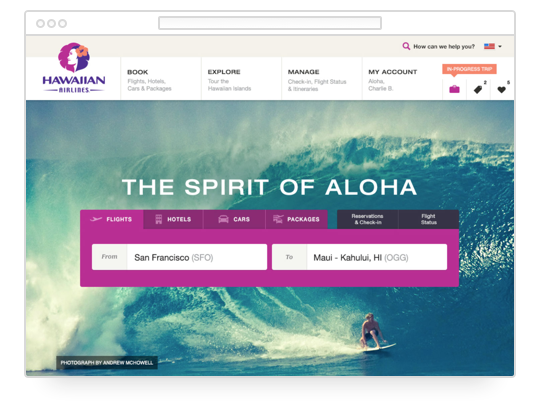 How can we help you?
HAWAIIAN
AIRLINES
BOOK
Flights, Hotels,
Cars & Packages
EXPLORE
Tour the
Hawaiian Islands
MANAGE
Check-in, Flight Status
& Itineraries
MY ACCOUNT
Aloha,
Charlie B.
IN-PROGRESS TRIP
2
5
THE SPIRIT OF ALOHA
FLIGHTS
HOTELS
CARS
PACKAGES
Reservations
& Check-in
Flight
Status
From
San Francisco (SFO)
To
Maui - Kahului, HI (OGG)
PHOTOGRAPH BY ANDREW MCHOWELL